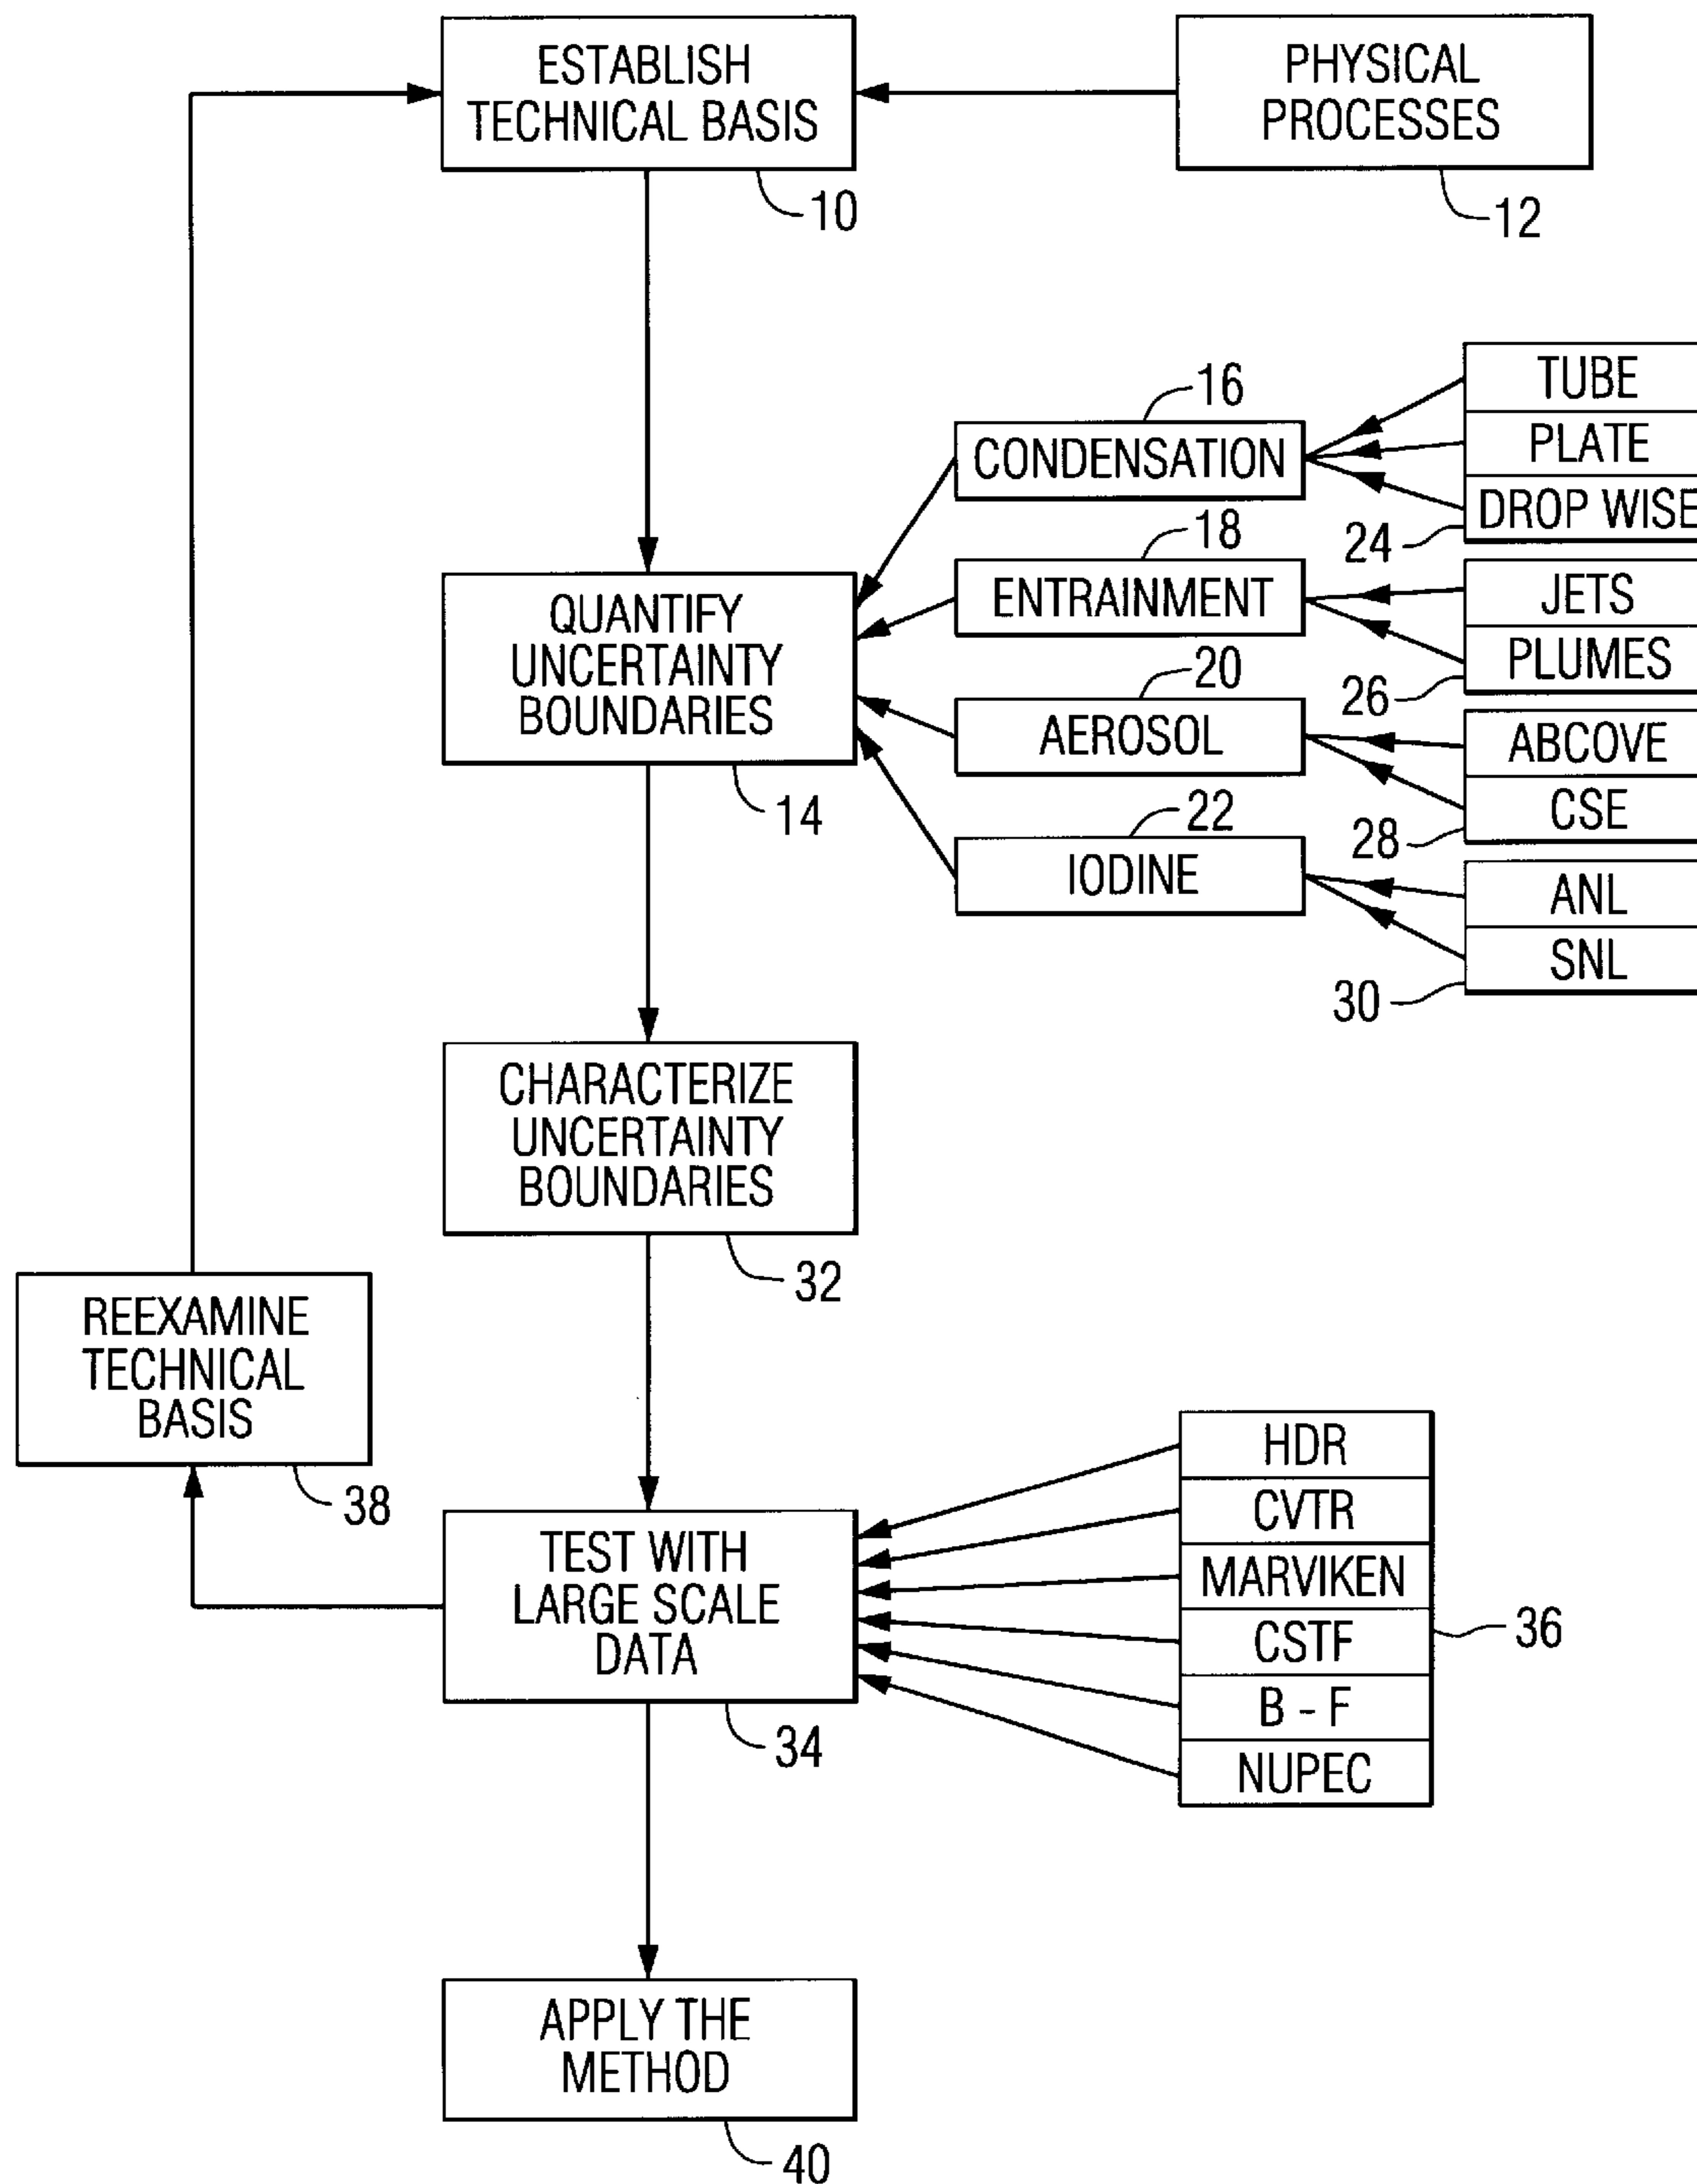 ESTABLISH
TECHNICAL BASIS
10
PHYSICAL
PROCESSES
12
QUANTIFY
UNCERTAINTY
BOUNDARIES
14
16
CONDENSATION
18
ENTRAINMENT
20
AEROSOL
22
IODINE
TUBE
PLATE
DROP WISE
24
JETS
PLUMES
26
ABCOVE
CSE
28
ANL
SNL
30
CHARACTERIZE
UNCERTAINTY
BOUNDARIES
32
REEXAMINE
TECHNICAL
BASIS
38
TEST WITH
LARGE SCALE
DATA
34
HDR
CVTR
MARVIKEN
CSTF
B - F
NUPEC
36
APPLY THE
METHOD
40